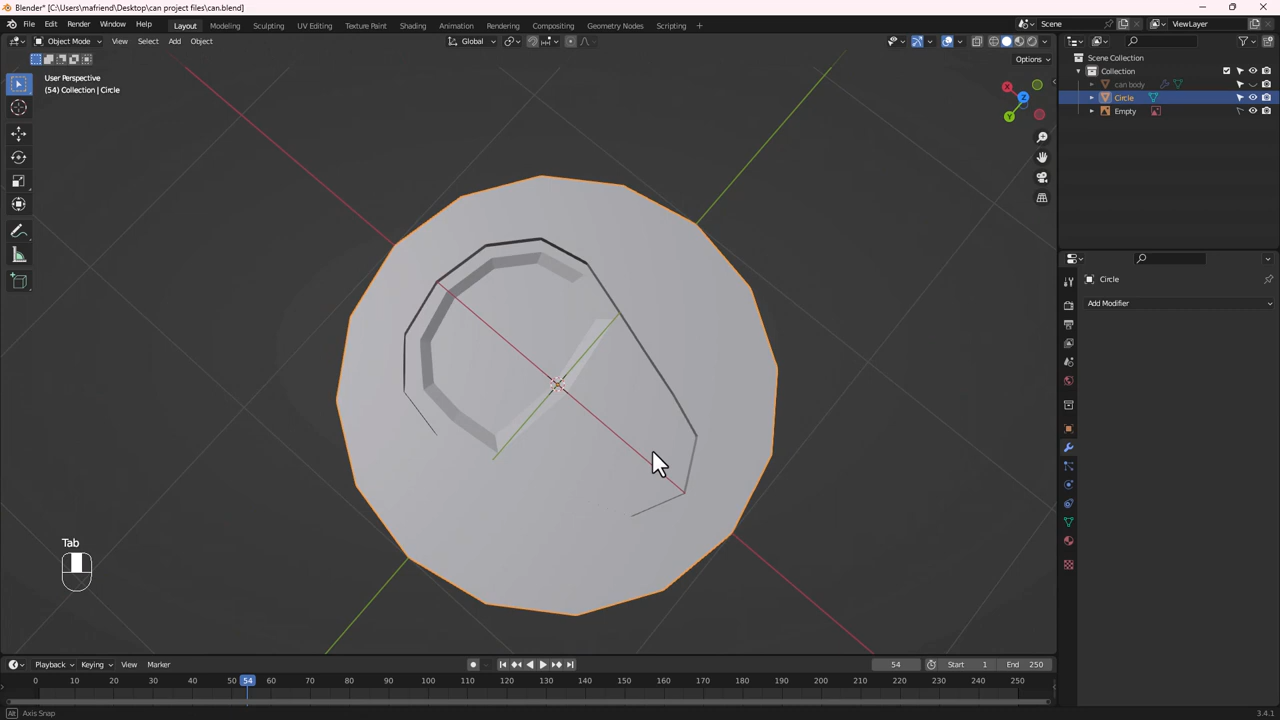 Blender* [C:\Users\mafriend\Desktop\can project files\can.blend]
File Edit Render Window Help Layout Modeling Sculpting UV Editing Texture Paint Shading Animation Rendering Compositing Geometry Nodes Scripting + Scene ViewLayer
Object Mode View Select Add Object Global
Options
User Perspective
(54) Collection | Circle
X
Y
Z
Scene Collection
Collection
can body
Circle
Empty
Circle
Add Modifier
Tab
Playback Keying View Marker 54 Start 1 End 250
0 10 20 30 40 50 54 60 70 80 90 100 110 120 130 140 150 160 170 180 190 200 210 220 230 240 250
Alt Axis Snap 3.4.1